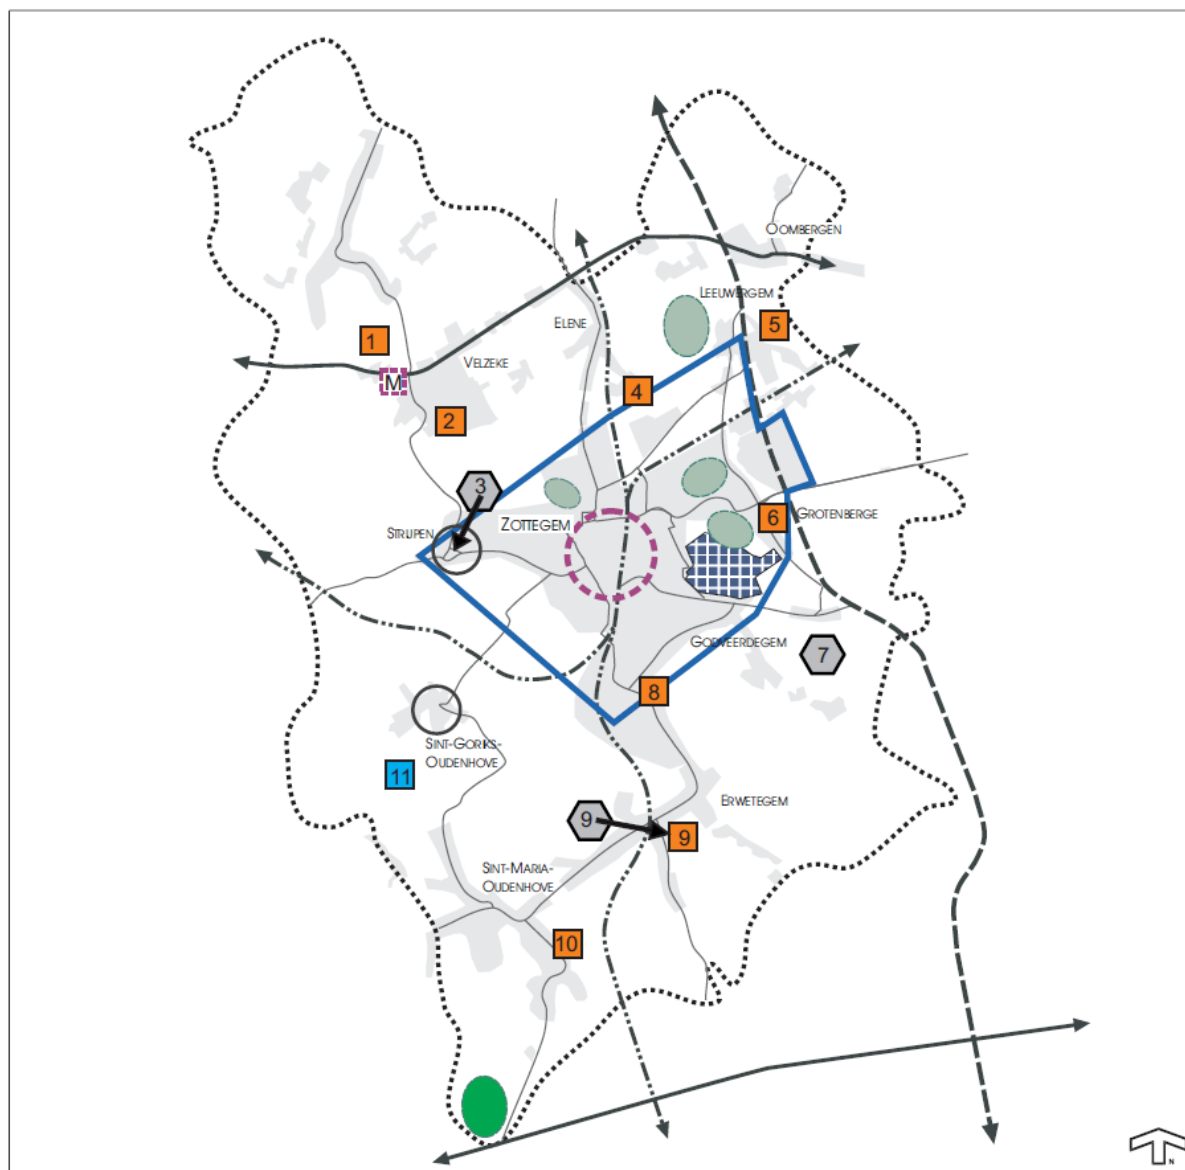 OOMBERGEN
LEEUWERGEM
5
ELENE
1
VELZEKE
M
4
2
3
ZOTTEGEM
6
GROTENBERGE
STRIJPEN
GODVEERDEGEM
7
8
SINT-GORIKS-
OUDENHOVE
11
ERWETEGEM
9
9
SINT-MARIA-
OUDENHOVE
10
N